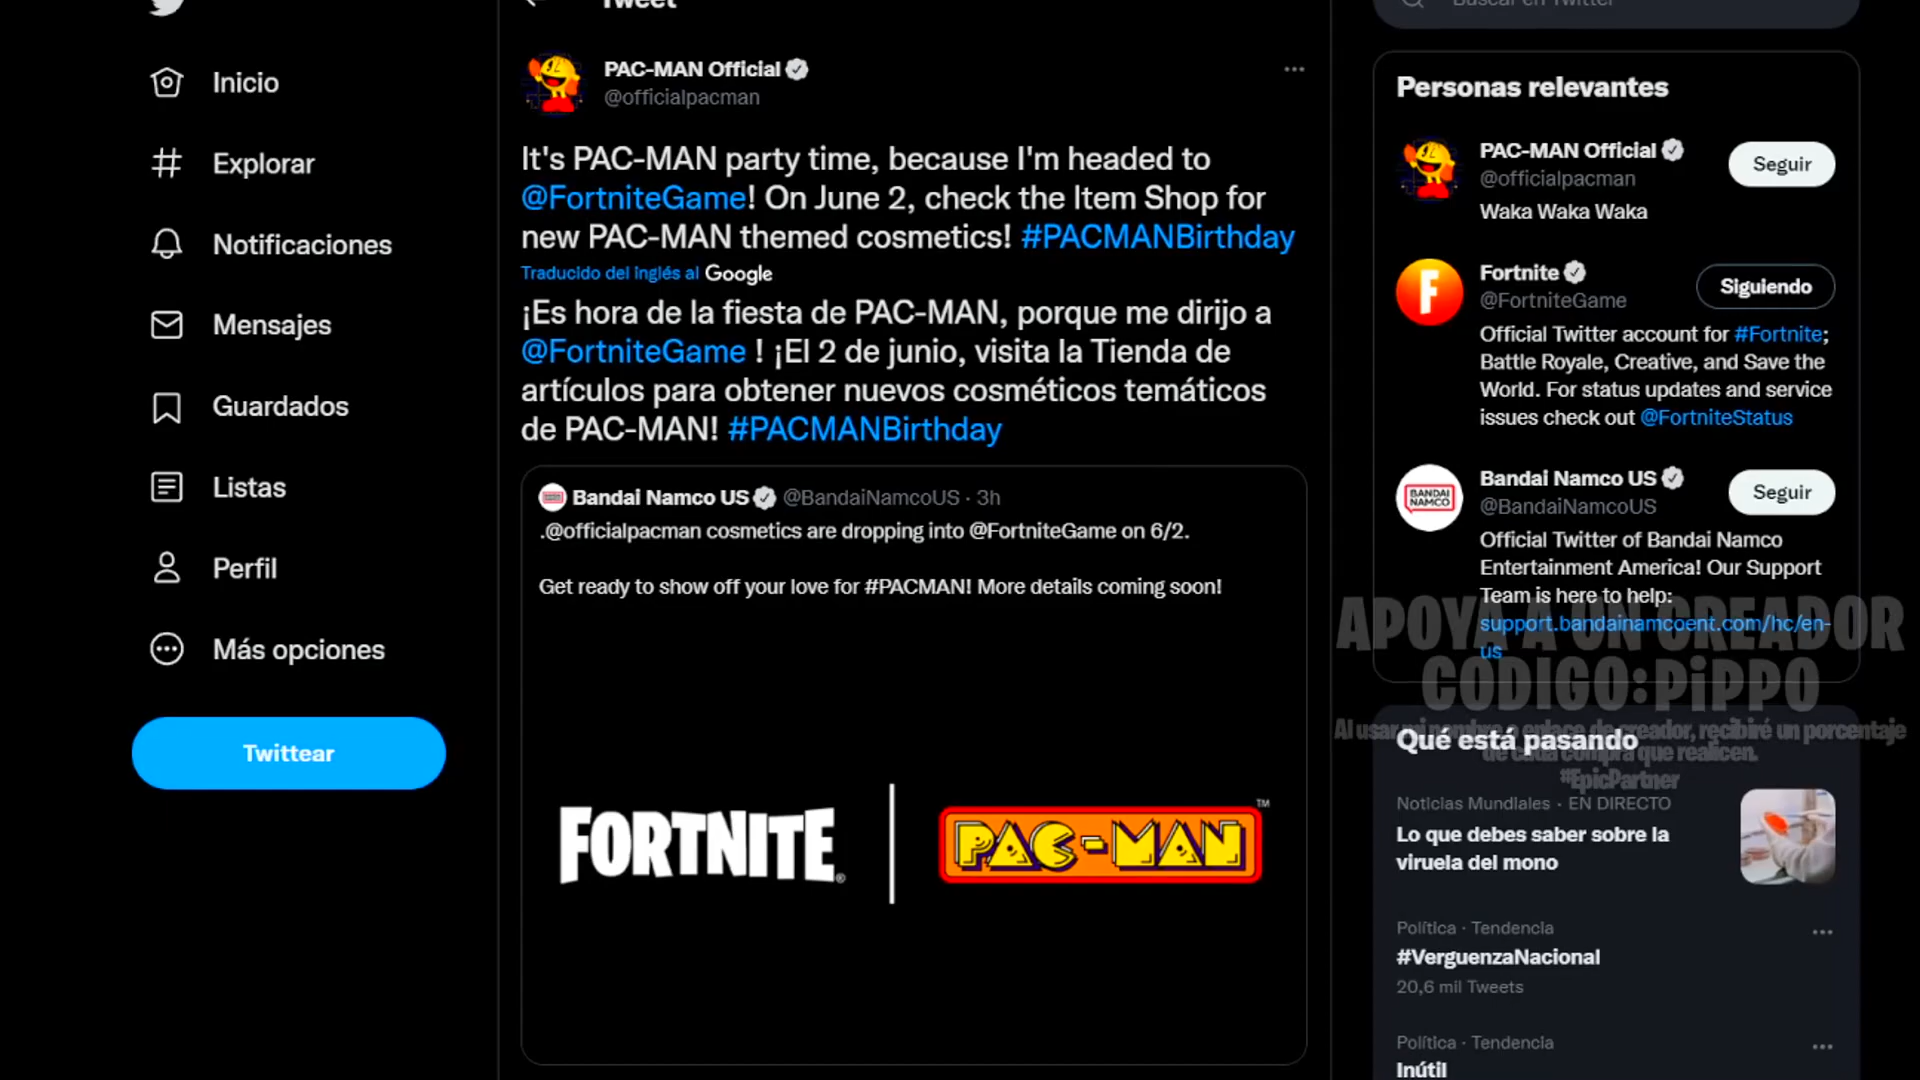 Tweet
Buscar en Twitter
Inicio
Explorar
Notificaciones
Mensajes
Guardados
Listas
Perfil
Más opciones
Twittear
PAC-MAN Official
@officialpacman
It's PAC-MAN party time, because I'm headed to
@FortniteGame! On June 2, check the Item Shop for
new PAC-MAN themed cosmetics! #PACMANBirthday
Traducido del inglés al Google
¡Es hora de la fiesta de PAC-MAN, porque me dirijo a
@FortniteGame ! ¡El 2 de junio, visita la Tienda de
artículos para obtener nuevos cosméticos temáticos
de PAC-MAN! #PACMANBirthday
Bandai Namco US @BandaiNamcoUS · 3h
.@officialpacman cosmetics are dropping into @FortniteGame on 6/2.
Get ready to show off your love for #PACMAN! More details coming soon!
FORTNITE®
PAC-MAN™
Personas relevantes
PAC-MAN Official
@officialpacman
Seguir
Waka Waka Waka
Fortnite
@FortniteGame
Siguiendo
Official Twitter account for #Fortnite;
Battle Royale, Creative, and Save the
World. For status updates and service
issues check out @FortniteStatus
BANDAI
NAMCO
Bandai Namco US
@BandaiNamcoUS
Seguir
Official Twitter of Bandai Namco
Entertainment America! Our Support
Team is here to help:
support.bandainamcoent.com/hc/en-
us
APOYA A UN CREADOR
CODIGO:PiPPO
Al usar mi nombre o enlace de creador, recibiré un porcentaje
de cada compra que realicen.
#EpicPartner
Qué está pasando
Noticias Mundiales · EN DIRECTO
Lo que debes saber sobre la
viruela del mono
Política · Tendencia
#VerguenzaNacional
20,6 mil Tweets
Política · Tendencia
Inútil